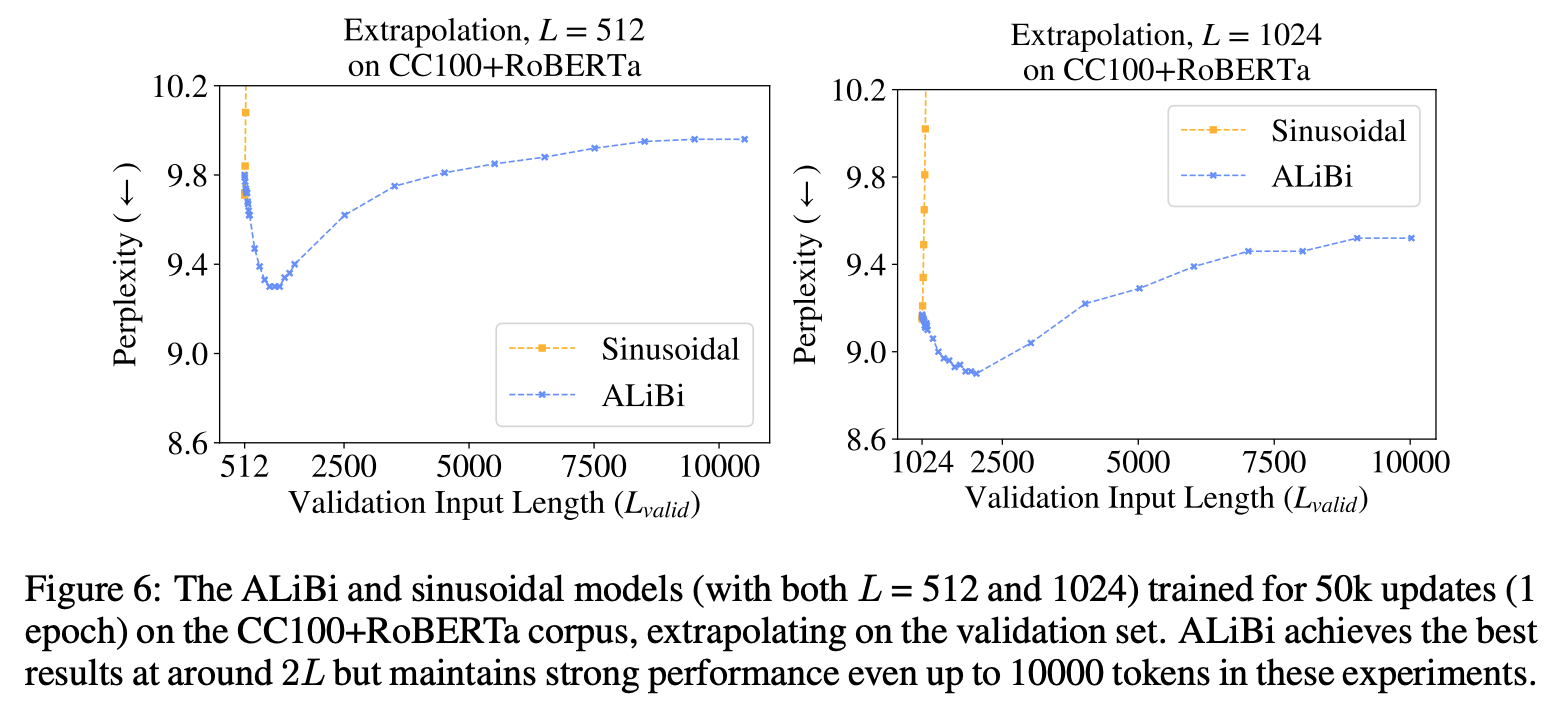 Extrapolation, L = 512
on CC100+RoBERTa
10.2
9.8
9.4
9.0
8.6
Perplexity (←)
Sinusoidal
ALiBi
512 2500 5000 7500 10000
Validation Input Length (Lvalid)
Extrapolation, L = 1024
on CC100+RoBERTa
10.2
9.8
9.4
9.0
8.6
Perplexity (←)
Sinusoidal
ALiBi
1024 2500 5000 7500 10000
Validation Input Length (Lvalid)
Figure 6: The ALiBi and sinusoidal models (with both L = 512 and 1024) trained for 50k updates (1
epoch) on the CC100+RoBERTa corpus, extrapolating on the validation set. ALiBi achieves the best
results at around 2L but maintains strong performance even up to 10000 tokens in these experiments.